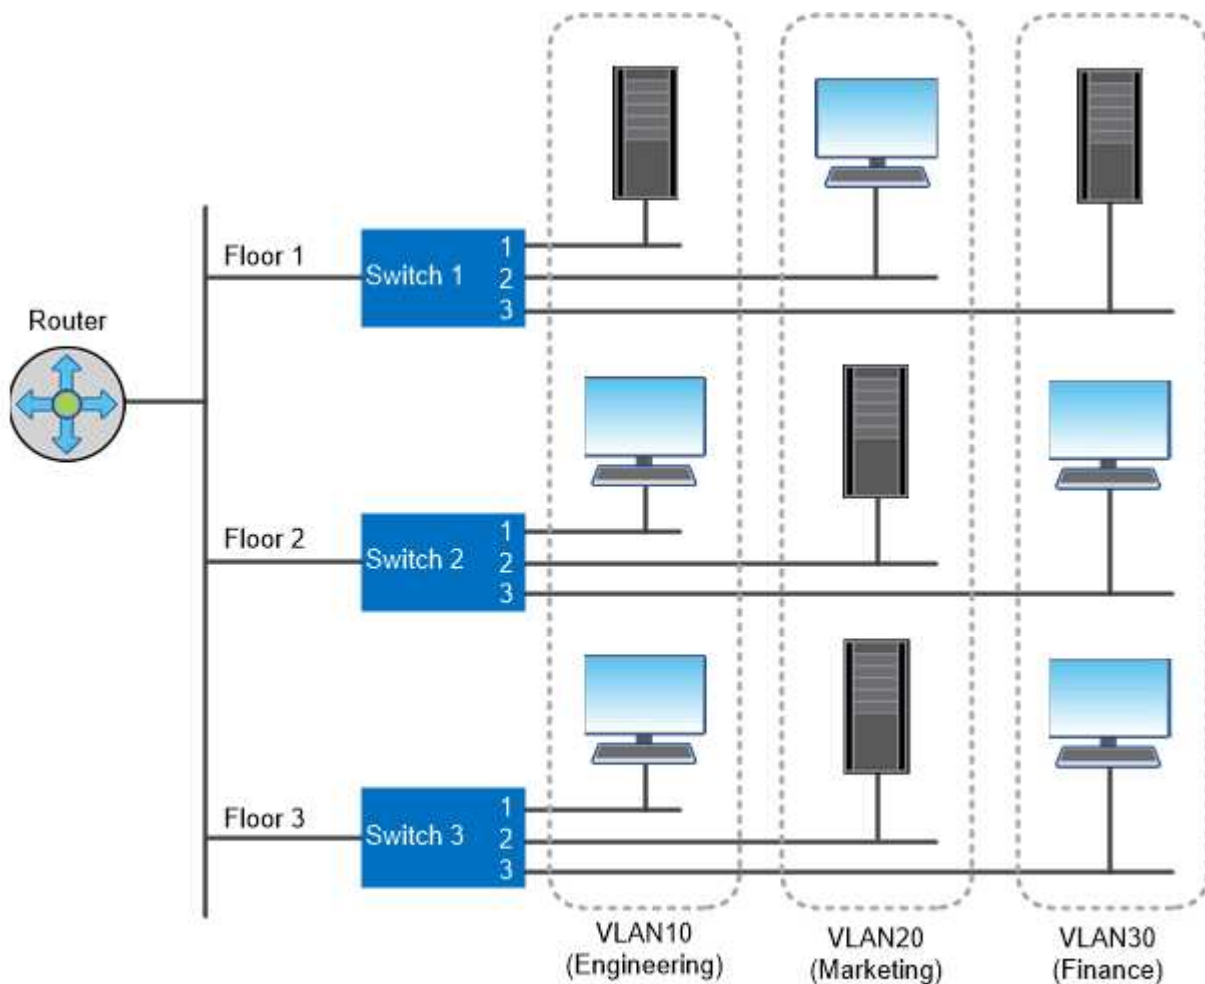 Router
Floor 1
Switch 1
1
2
3
Floor 2
Switch 2
1
2
3
Floor 3
Switch 3
1
2
3
VLAN10
(Engineering)
VLAN20
(Marketing)
VLAN30
(Finance)